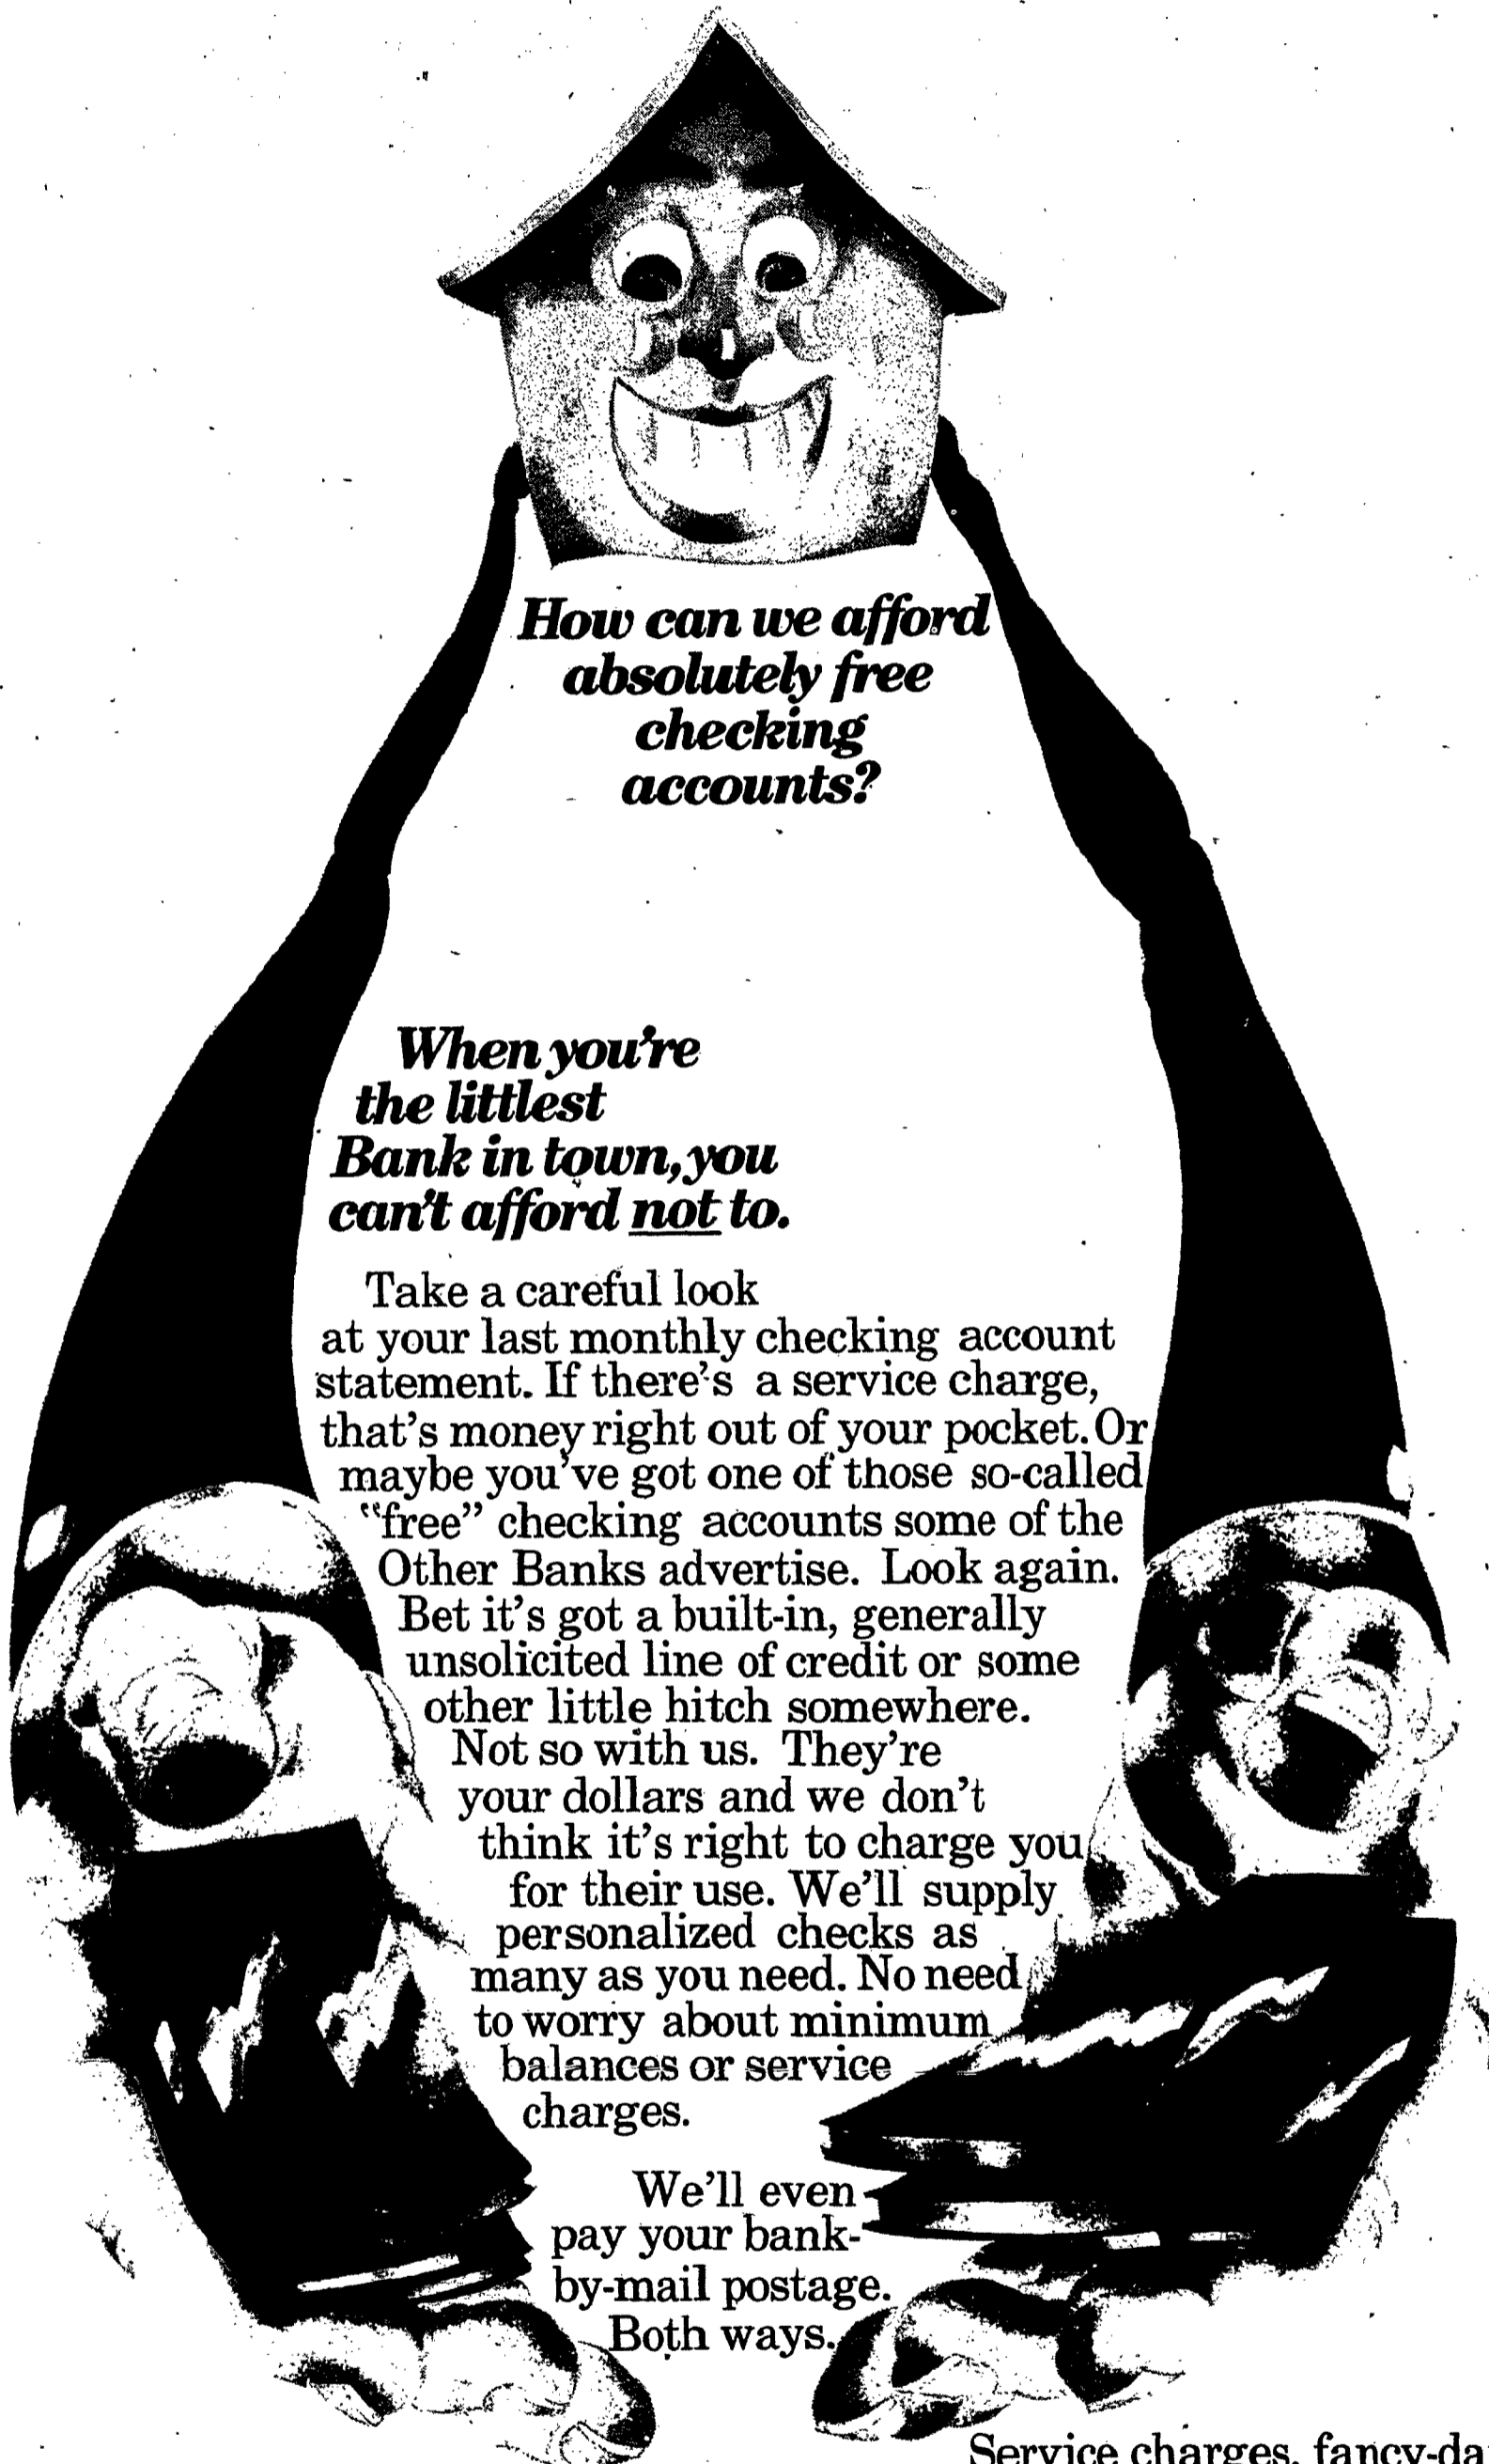 How can we afford
absolutely free
checking
accounts?
When you're
the littlest
Bank in town, you
can't afford not to.
Take a careful look
at your last monthly checking account
statement. If there's a service charge,
that's money right out of your pocket. Or
maybe you've got one of those so-called
"free" checking accounts some of the
Other Banks advertise. Look again.
Bet it's got a built-in, generally
unsolicited line of credit or some
other little hitch somewhere.
Not so with us. They're
your dollars and we don't
think it's right to charge you
for their use. We'll supply
personalized checks as
many as you need. No need
to worry about minimum
balances or service
charges.
We'll even
pay your bank-
by-mail postage.
Both ways.
Service charges, fancy-da